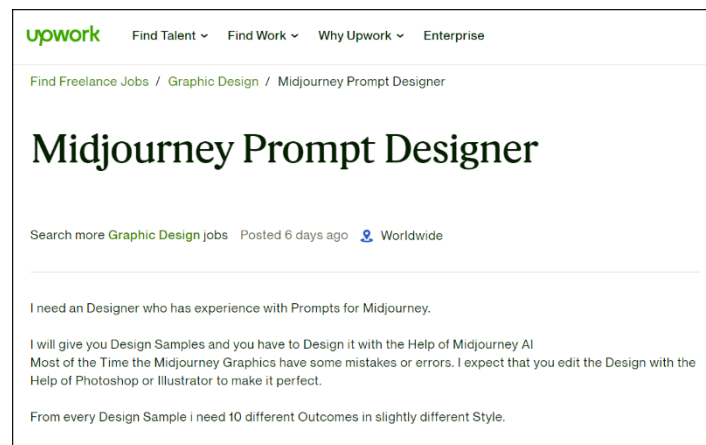 upwork Find Talent Find Work Why Upwork Enterprise
Find Freelance Jobs / Graphic Design / Midjourney Prompt Designer
Midjourney Prompt Designer
Search more Graphic Design jobs Posted 6 days ago Worldwide
I need an Designer who has experience with Prompts for Midjourney.
I will give you Design Samples and you have to Design it with the Help of Midjourney AI
Most of the Time the Midjourney Graphics have some mistakes or errors. I expect that you edit the Design with the
Help of Photoshop or Illustrator to make it perfect.
From every Design Sample i need 10 different Outcomes in slightly different Style.